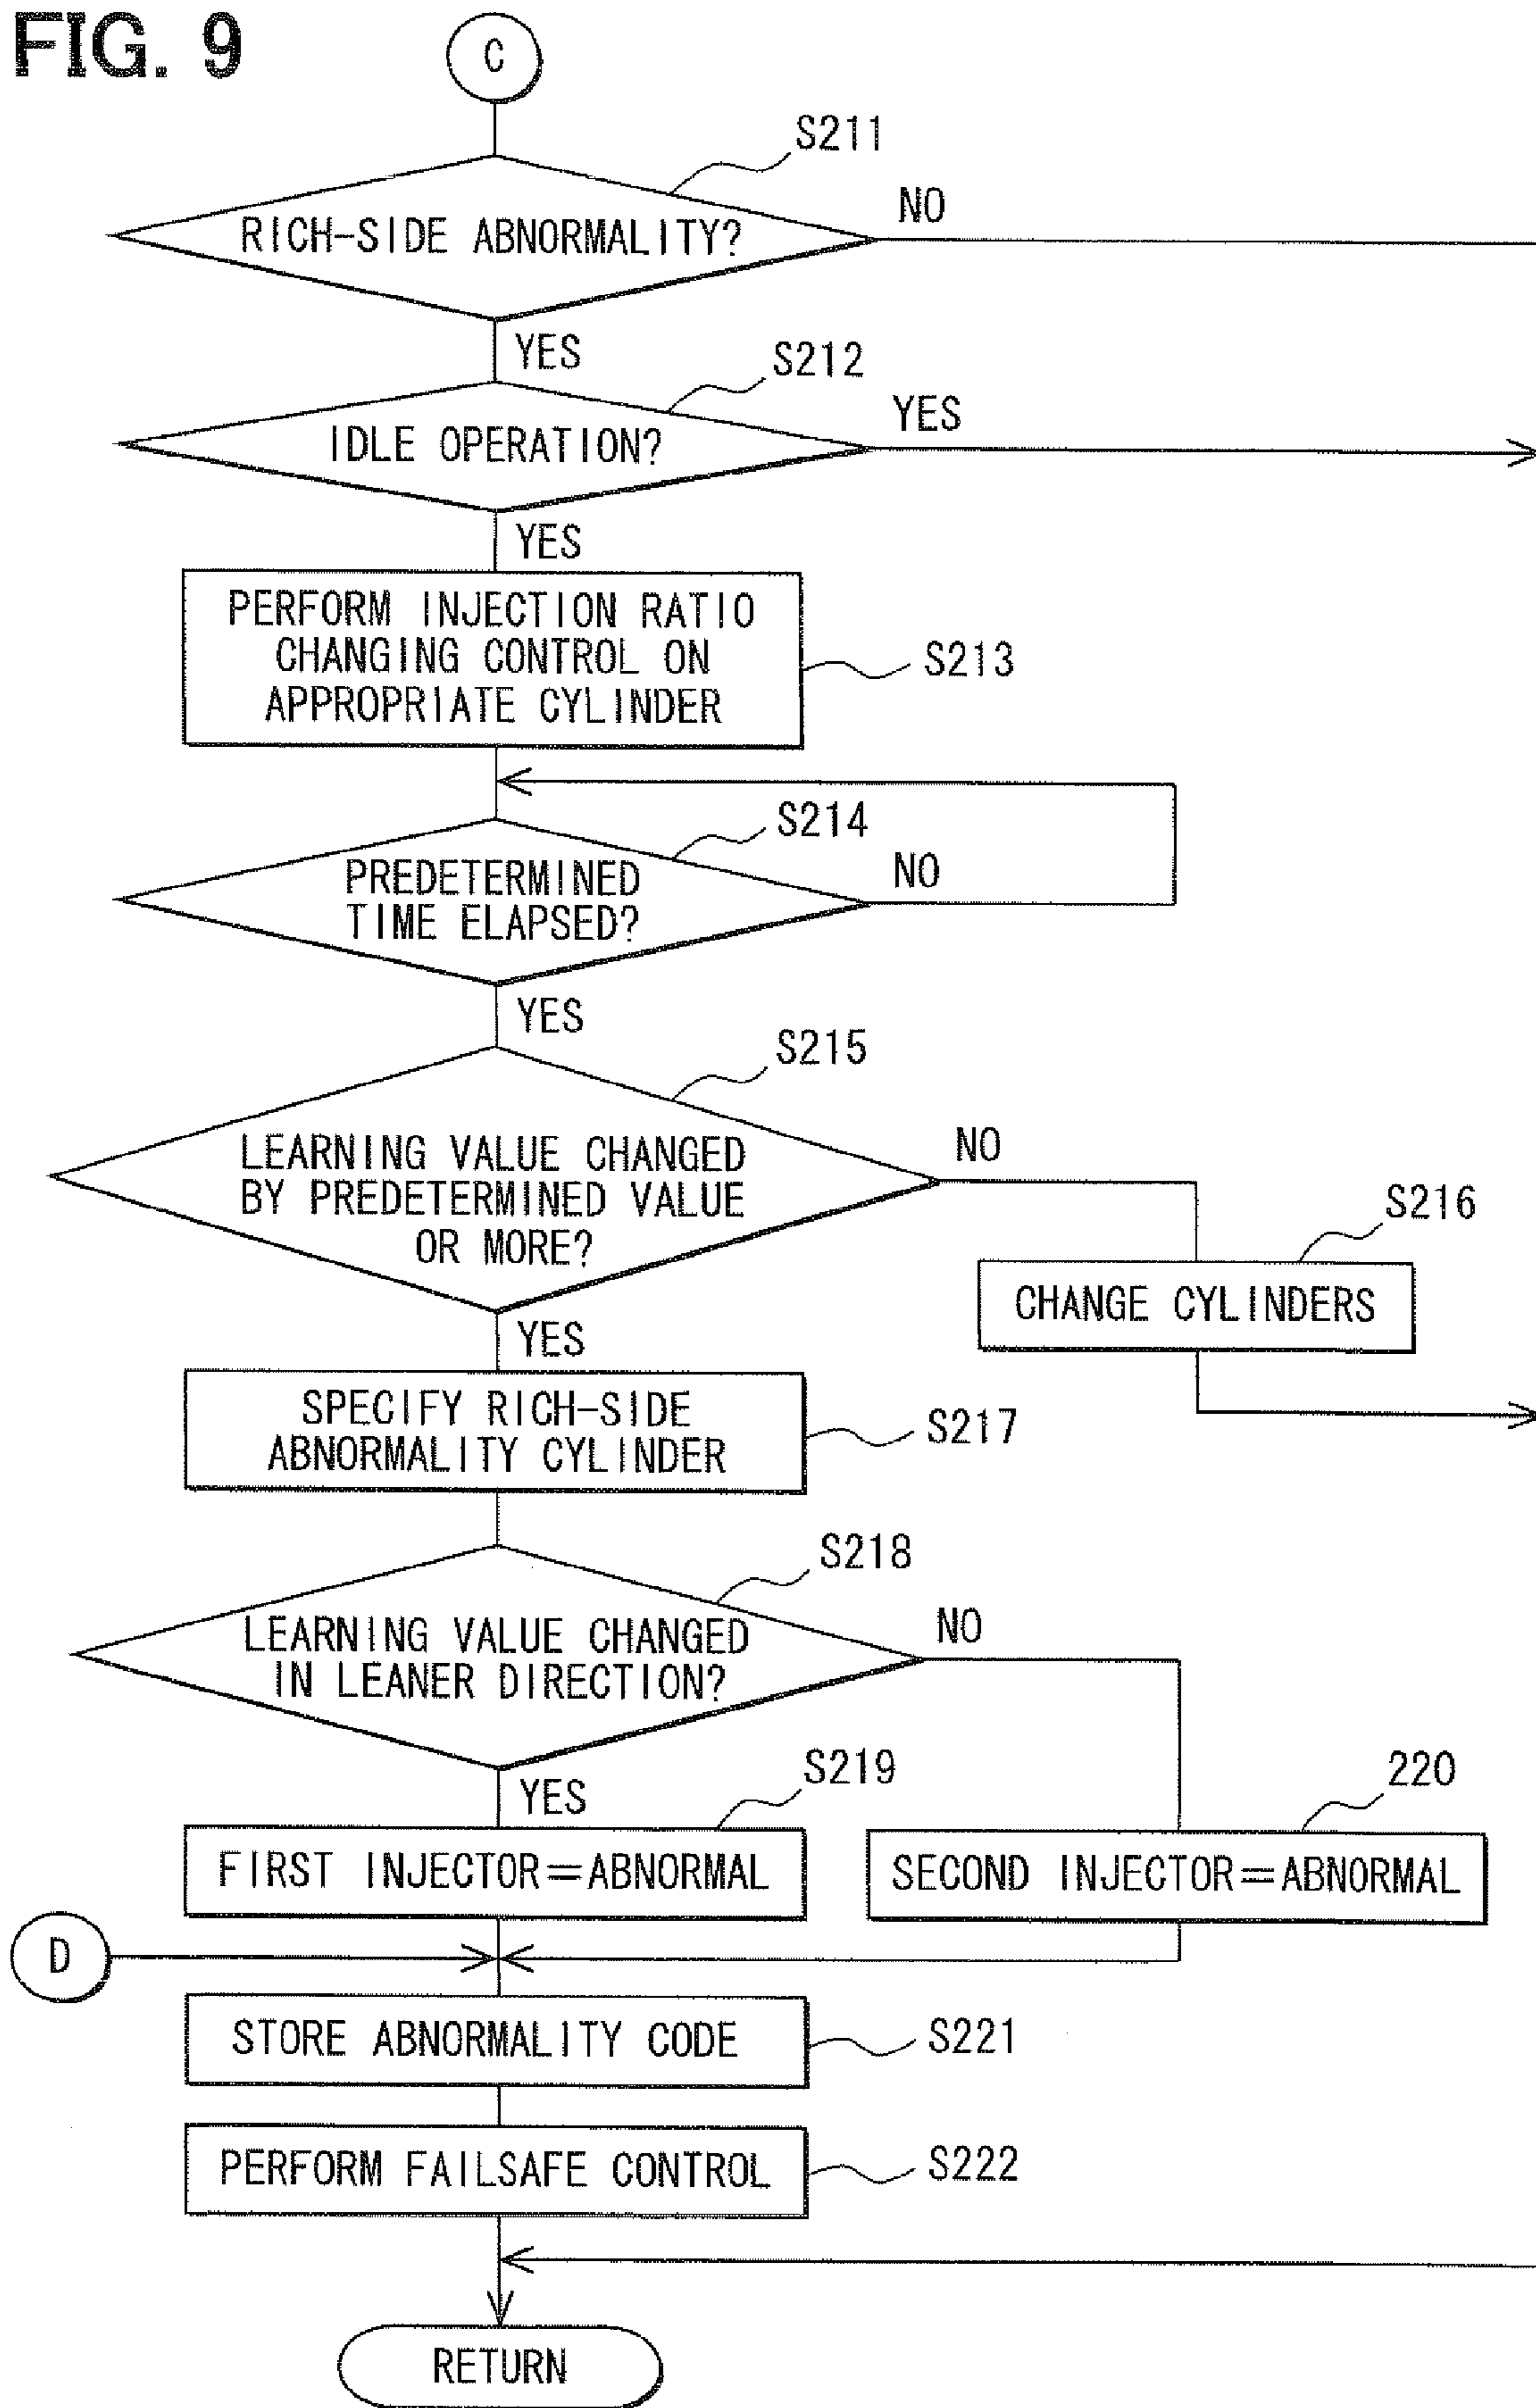 FIG. 9
C
S211
RICH-SIDE ABNORMALITY?
NO
YES
S212
IDLE OPERATION?
YES
YES
PERFORM INJECTION RATIO
CHANGING CONTROL ON
APPROPRIATE CYLINDER
S213
S214
PREDETERMINED
TIME ELAPSED?
NO
YES
S215
LEARNING VALUE CHANGED
BY PREDETERMINED VALUE
OR MORE?
NO
S216
CHANGE CYLINDERS
YES
SPECIFY RICH-SIDE
ABNORMALITY CYLINDER
S217
S218
LEARNING VALUE CHANGED
IN LEANER DIRECTION?
NO
YES
S219
FIRST INJECTOR=ABNORMAL
220
SECOND INJECTOR=ABNORMAL
D
STORE ABNORMALITY CODE
S221
PERFORM FAILSAFE CONTROL
S222
RETURN